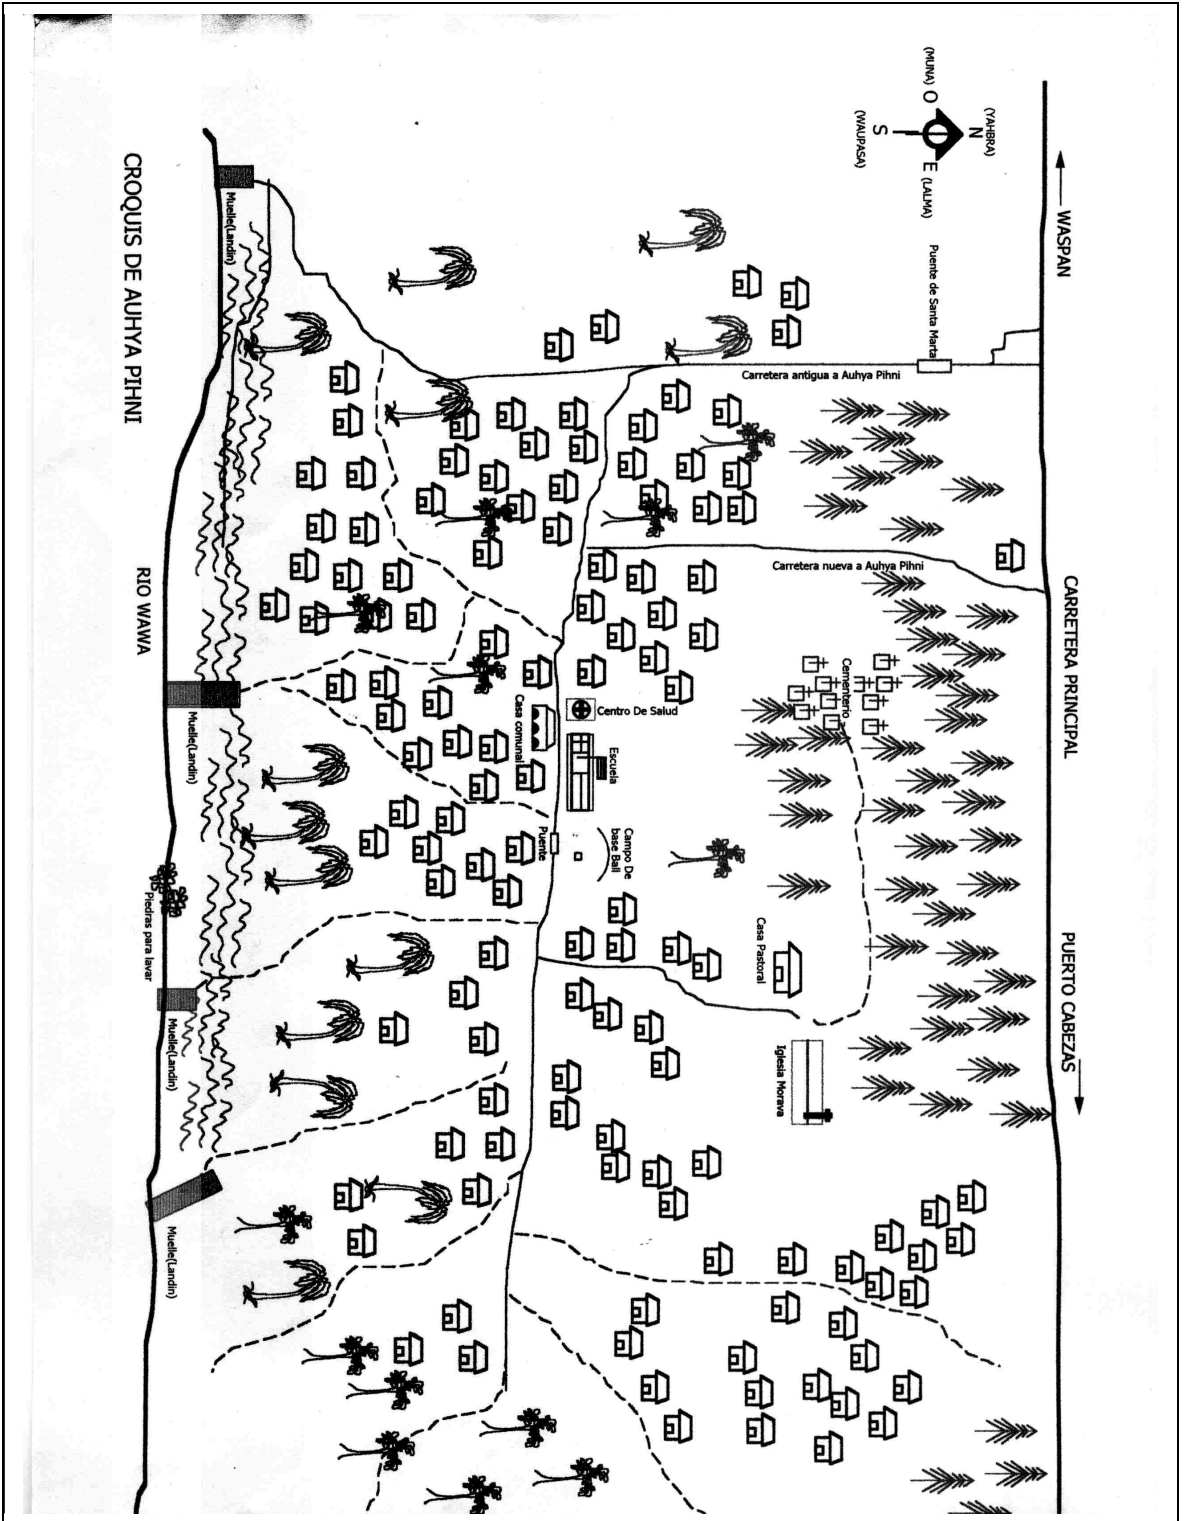 (MUNA)
O
N
(YAHBRA)
S
(WAUPASA)
E
(LALMA)
WASPAN
Puente de Santa Marta
Carretera antigua a Auhya Pihni
CARRETERA PRINCIPAL
Carretera nueva a Auhya Pihni
Cementerio
PUERTO CABEZAS
Centro De Salud
Casa comunal
Escuela
Campo De
base Ball
Puente
Casa Pastoral
Iglesia Morava
Muelle(Landin)
Muelle(Landin)
Piedras para lavar
Muelle(Landin)
Muelle(Landin)
RIO WAWA
CROQUIS DE AUHYA PIHNI